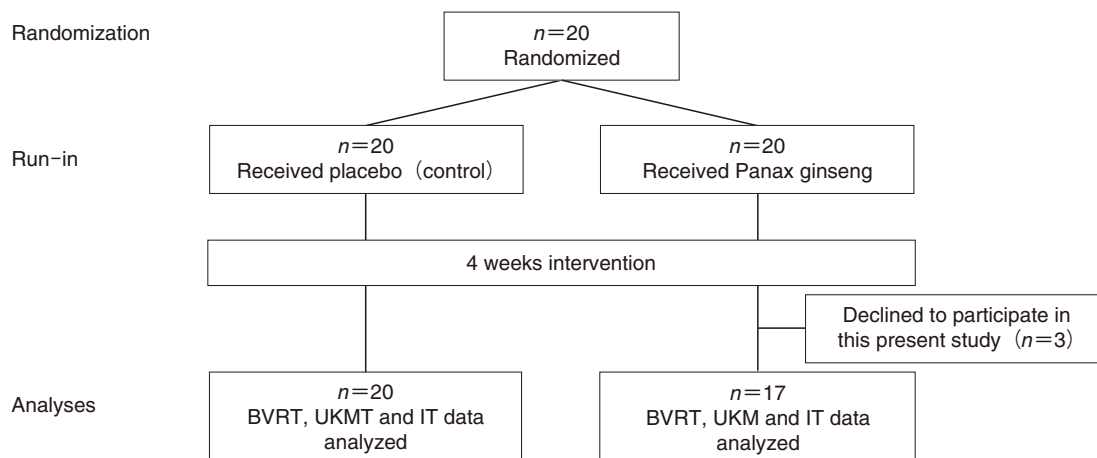 Randomization
n=20
Randomized
Run-in
n=20
Received placebo (control)
n=20
Received Panax ginseng
4 weeks intervention
Declined to participate in
this present study (n=3)
Analyses
n=20
BVRT, UKMT and IT data
analyzed
n=17
BVRT, UKM and IT data
analyzed